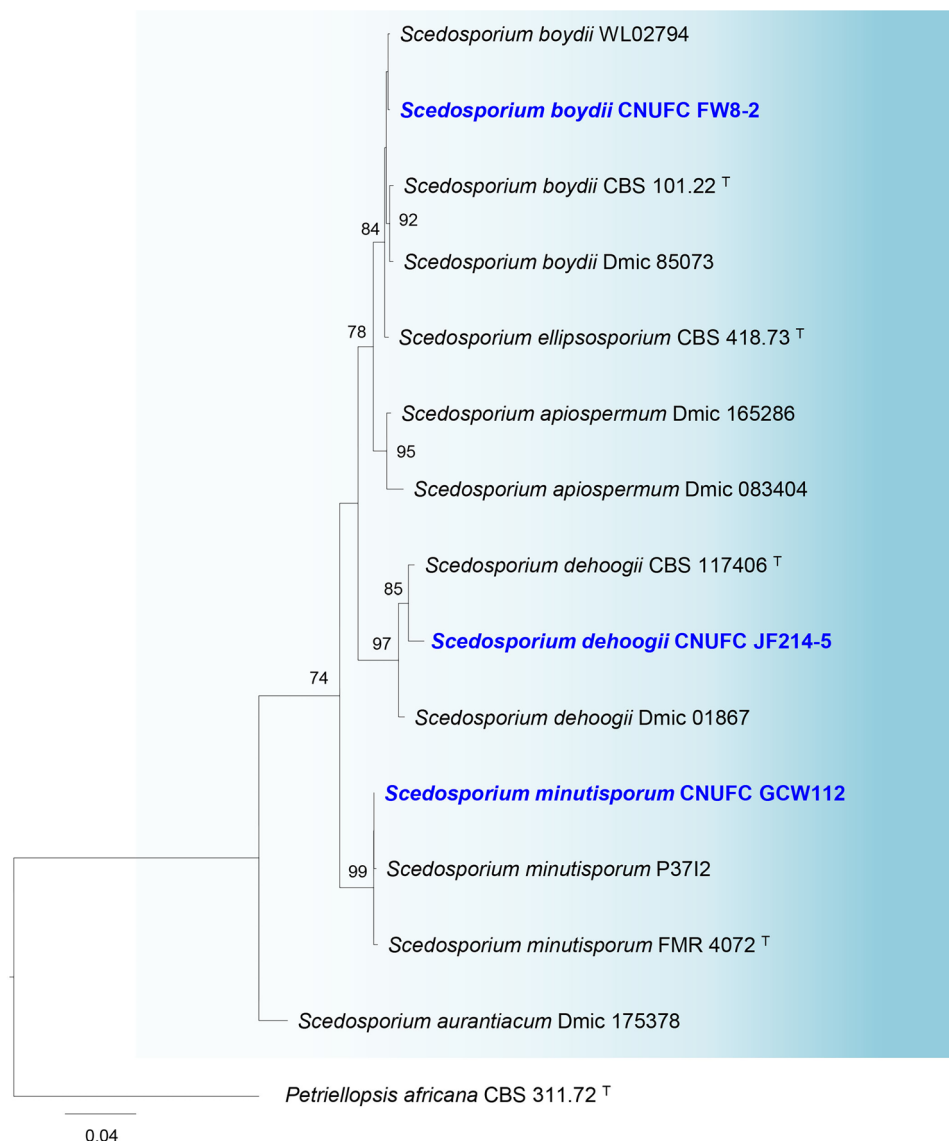 Scedosporium boydii WL02794
Scedosporium boydii CNUFC FW8-2
Scedosporium boydii CBS 101.22 T
92
84
Scedosporium boydii Dmic 85073
78
Scedosporium ellipsosporium CBS 418.73 T
Scedosporium apiospermum Dmic 165286
95
Scedosporium apiospermum Dmic 083404
Scedosporium dehoogii CBS 117406 T
85
Scedosporium dehoogii CNUFC JF214-5
97
74
Scedosporium dehoogii Dmic 01867
Scedosporium minutisporum CNUFC GCW112
99
Scedosporium minutisporum P37I2
Scedosporium minutisporum FMR 4072 T
Scedosporium aurantiacum Dmic 175378
Petriellopsis africana CBS 311.72 T
0.04